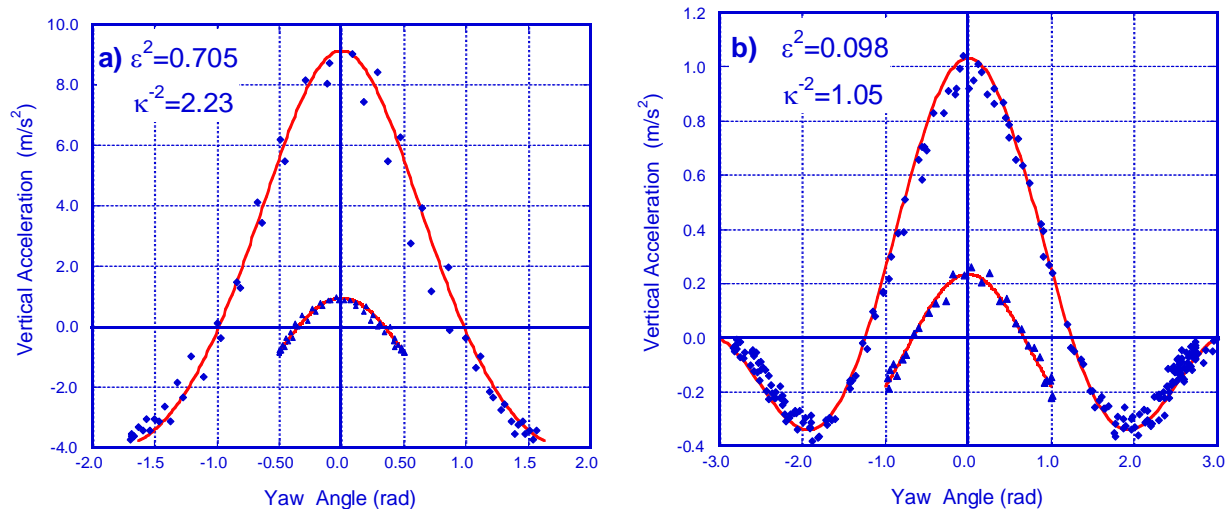 a) ε²=0.705
κ⁻²=2.23
Vertical Acceleration (m/s²)
10.0
8.0
6.0
4.0
2.0
0.0
-2.0
-4.0
-2.0 -1.5 -1.0 -0.50 0.0 0.50 1.0 1.5 2.0
Yaw Angle (rad)
b) ε²=0.098
κ⁻²=1.05
Vertical Acceleration (m/s²)
1.2
1.0
0.8
0.6
0.4
0.2
0.0
-0.2
-0.4
-3.0 -2.0 -1.0 0.0 1.0 2.0 3.0
Yaw Angle (rad)